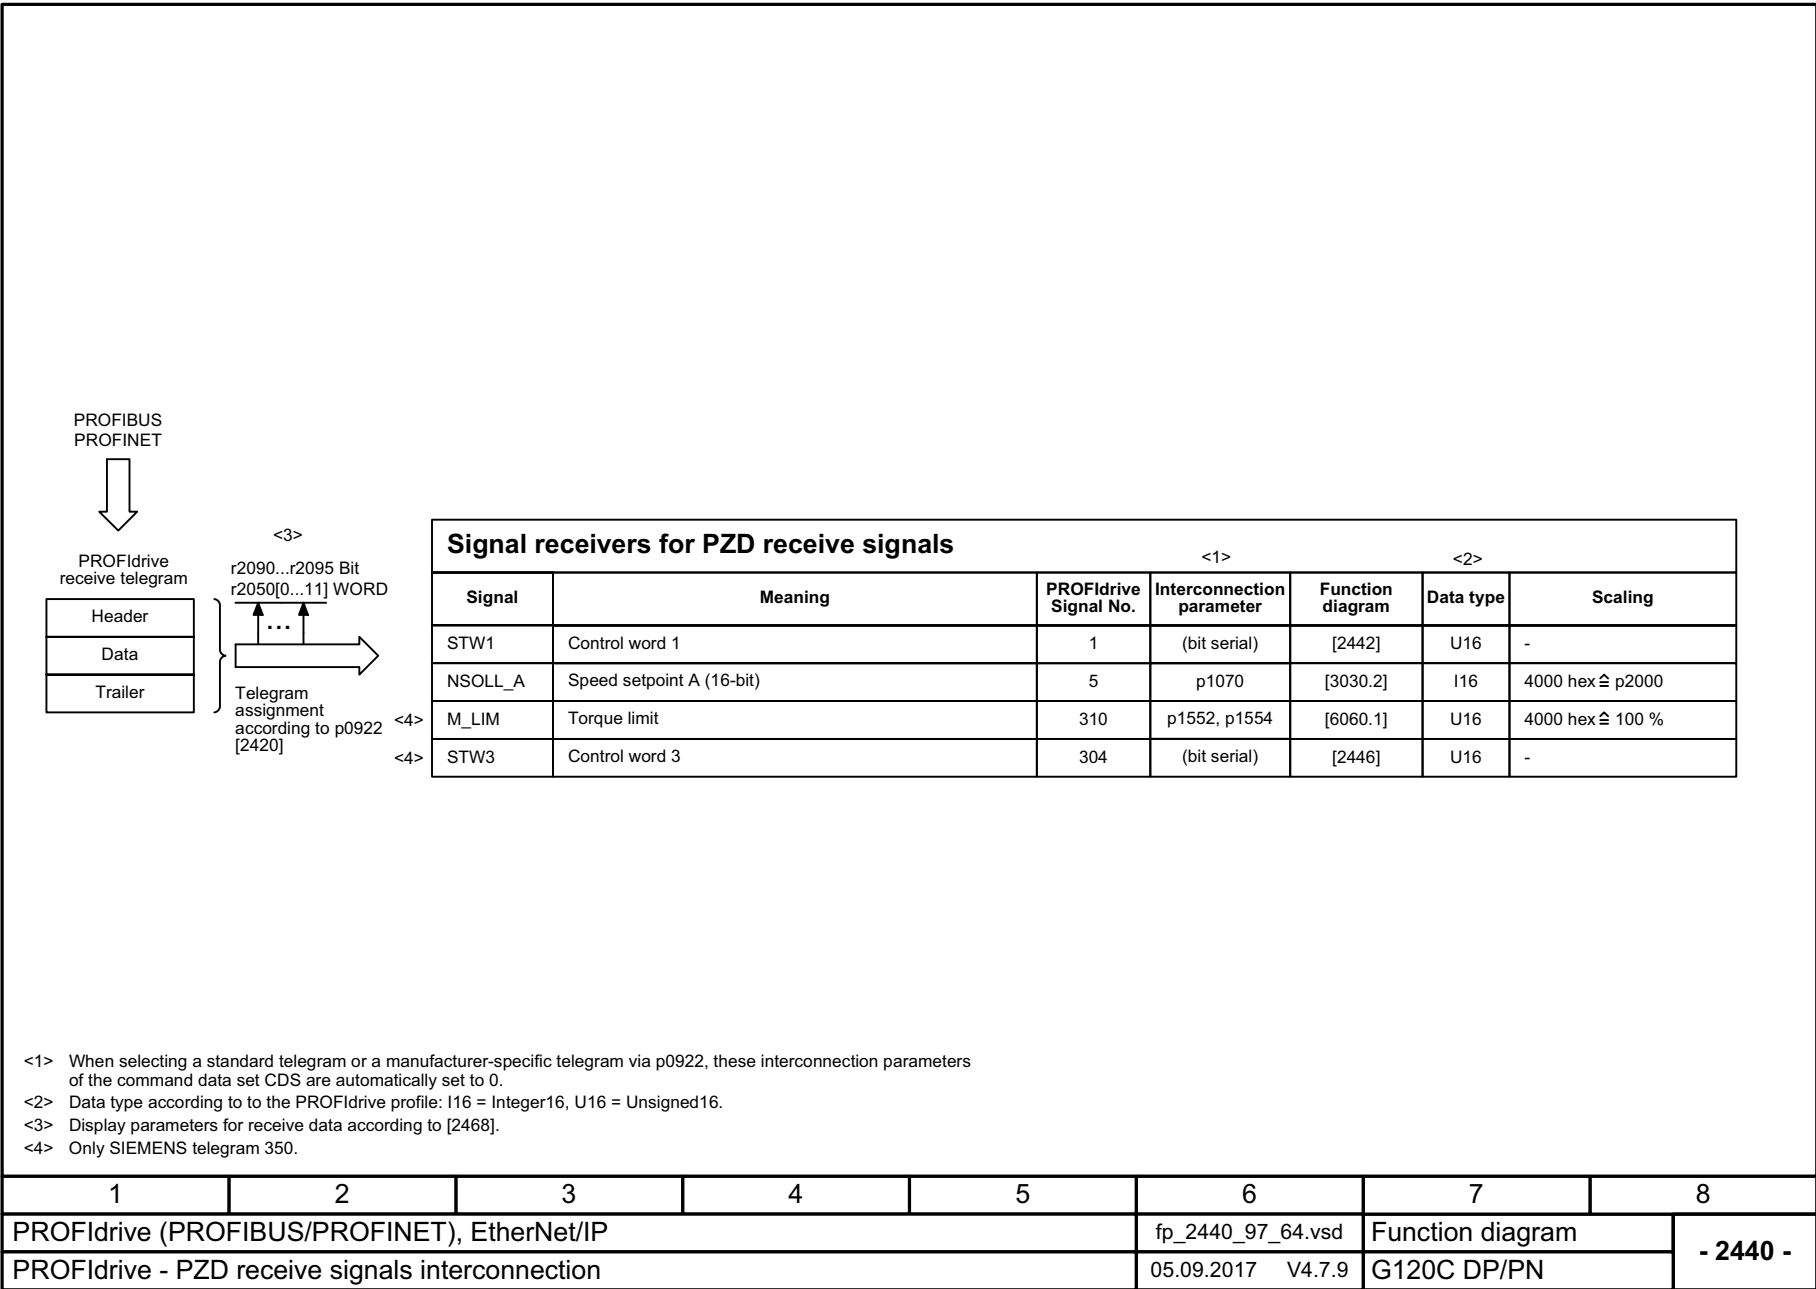 PROFIBUS
PROFINET
PROFIdrive
receive telegram
Header
Data
Trailer
<3>
r2090...r2095 Bit
r2050[0...11] WORD
...
Telegram
assignment
according to p0922
[2420]
Signal receivers for PZD receive signals <1> <2>
Signal Meaning PROFIdrive Signal No. Interconnection parameter Function diagram Data type Scaling
STW1 Control word 1 1 (bit serial) [2442] U16 -
NSOLL_A Speed setpoint A (16-bit) 5 p1070 [3030.2] I16 4000 hex ≙ p2000
<4> M_LIM Torque limit 310 p1552, p1554 [6060.1] U16 4000 hex ≙ 100 %
<4> STW3 Control word 3 304 (bit serial) [2446] U16 -
<1> When selecting a standard telegram or a manufacturer-specific telegram via p0922, these interconnection parameters
of the command data set CDS are automatically set to 0.
<2> Data type according to to the PROFIdrive profile: I16 = Integer16, U16 = Unsigned16.
<3> Display parameters for receive data according to [2468].
<4> Only SIEMENS telegram 350.
1 2 3 4 5 6 7 8
PROFIdrive (PROFIBUS/PROFINET), EtherNet/IP fp_2440_97_64.vsd Function diagram
- 2440 -
PROFIdrive - PZD receive signals interconnection 05.09.2017 V4.7.9 G120C DP/PN